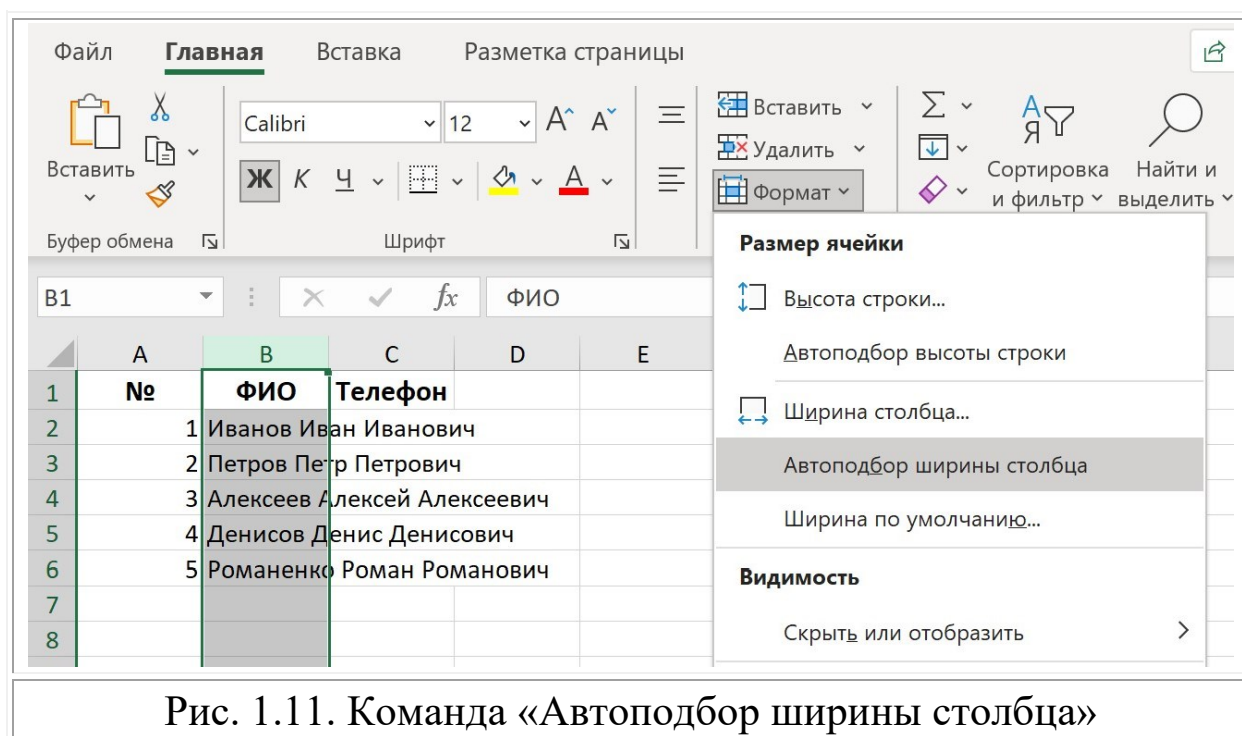 Файл Главная Вставка Разметка страницы
Calibri 12 A A Вставить Σ А Я
Вставить Удалить Сортировка и фильтр Найти и выделить
Ж К Ч А Формат
Буфер обмена Шрифт
Размер ячейки
B1 fx ФИО
Высота строки...
Автоподбор высоты строки
Ширина столбца...
Автоподбор ширины столбца
Ширина по умолчанию...
Видимость
Скрыть или отобразить
A B C D E
1 № ФИО Телефон
2 1 Иванов Иван Иванович
3 2 Петров Петр Петрович
4 3 Алексеев Алексей Алексеевич
5 4 Денисов Денис Денисович
6 5 Романенко Роман Романович
7
8
Рис. 1.11. Команда «Автоподбор ширины столбца»